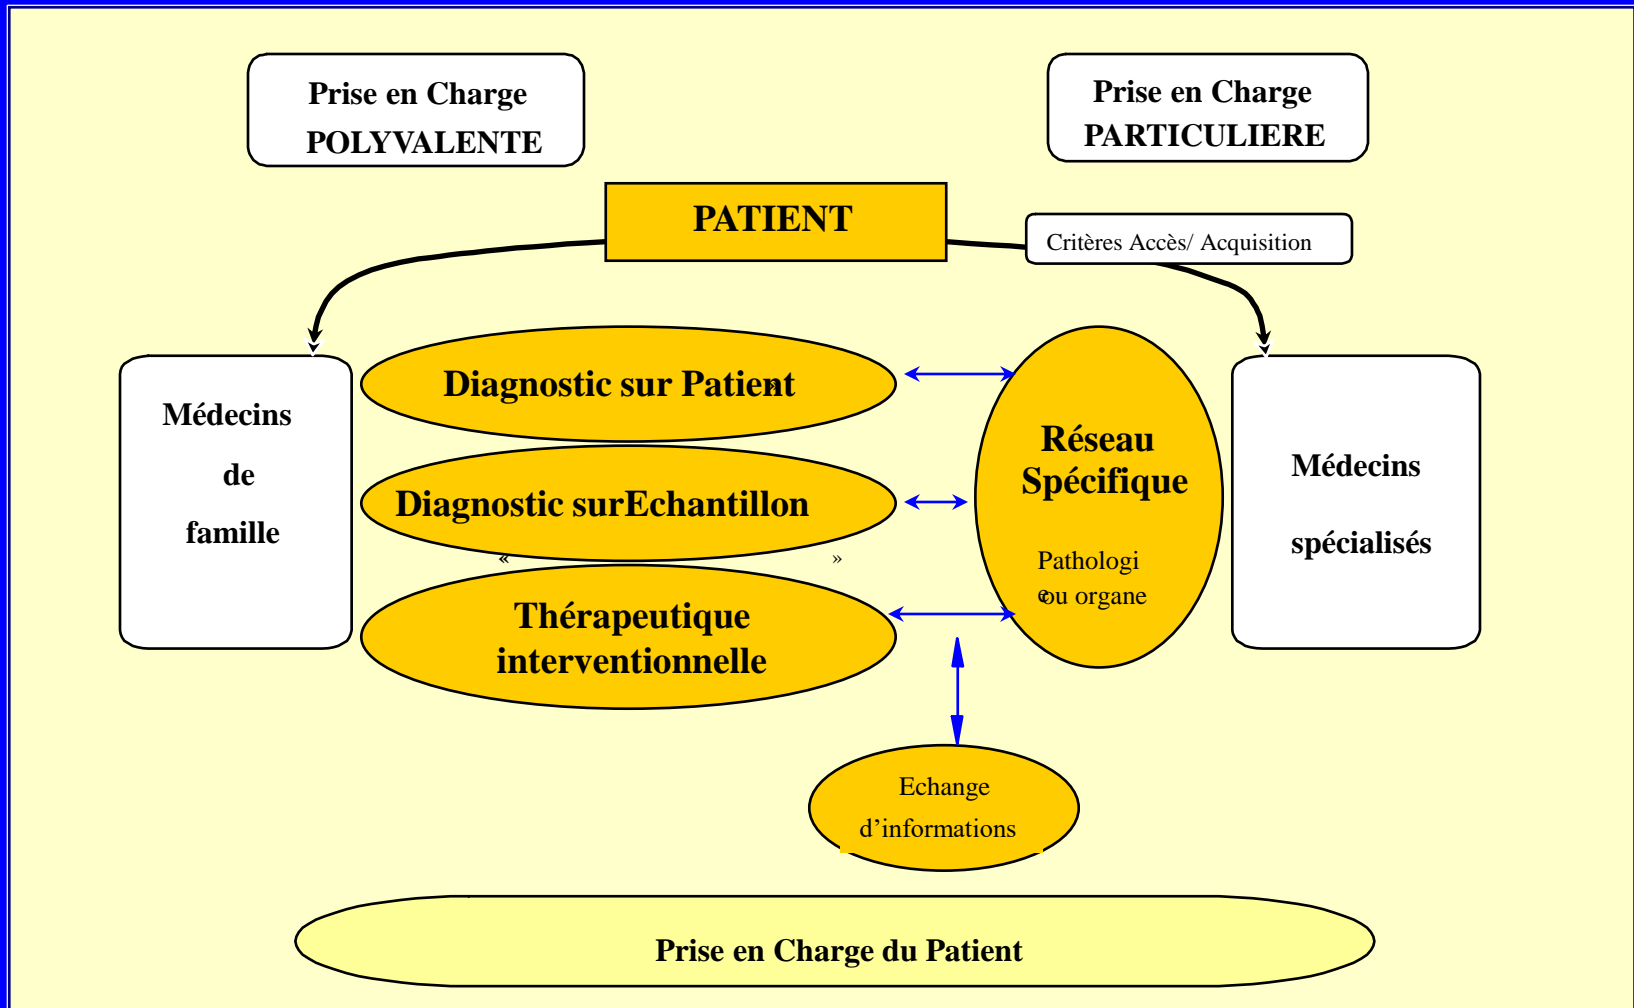 Prise en Charge
POLYVALENTE
Prise en Charge
PARTICULIERE
PATIENT
Critères Accès/ Acquisition
Médecins
de
famille
Diagnostic sur Patient
»
Diagnostic surEchantillon
« »
Thérapeutique
interventionnelle
Réseau
Spécifique
Pathologi
e
ou organe
Médecins
spécialisés
Echange
d’informations
Prise en Charge du Patient